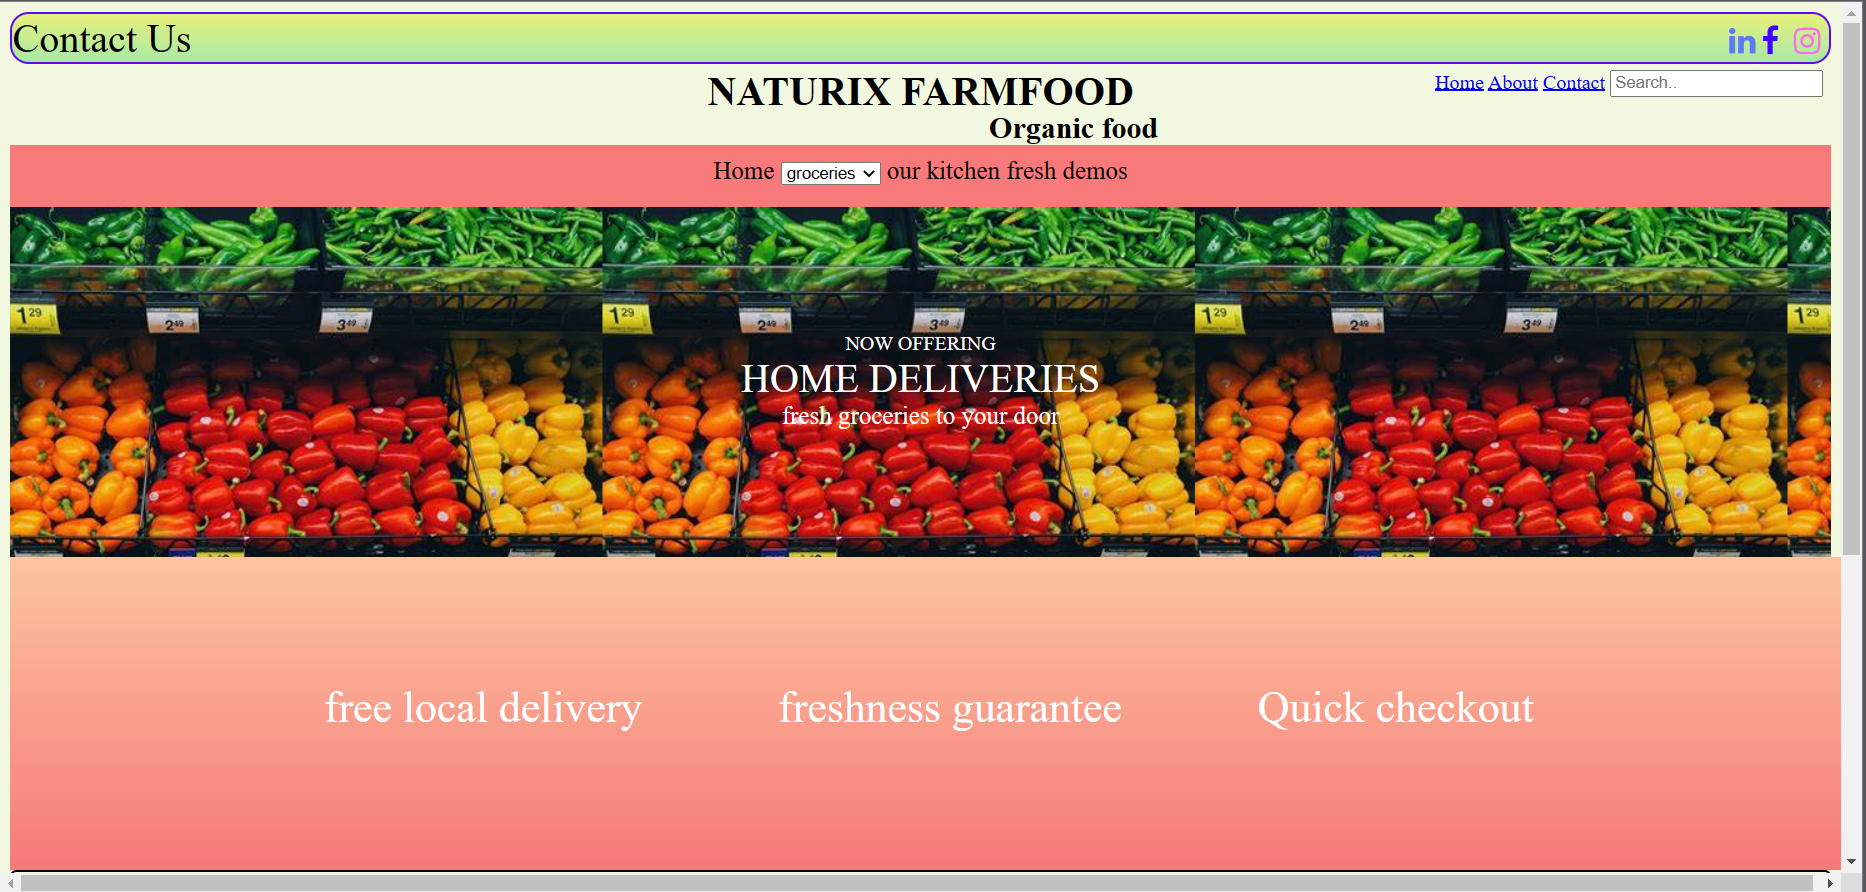 Contact Us
NATURIX FARMFOOD
Home About Contact Search..
Organic food
Home groceries our kitchen fresh demos
1 29
2 49
3 49
1 29
2 49
3 49
1 29
2 49
3 49
1 29
NOW OFFERING
HOME DELIVERIES
fresh groceries to your door
free local delivery freshness guarantee Quick checkout